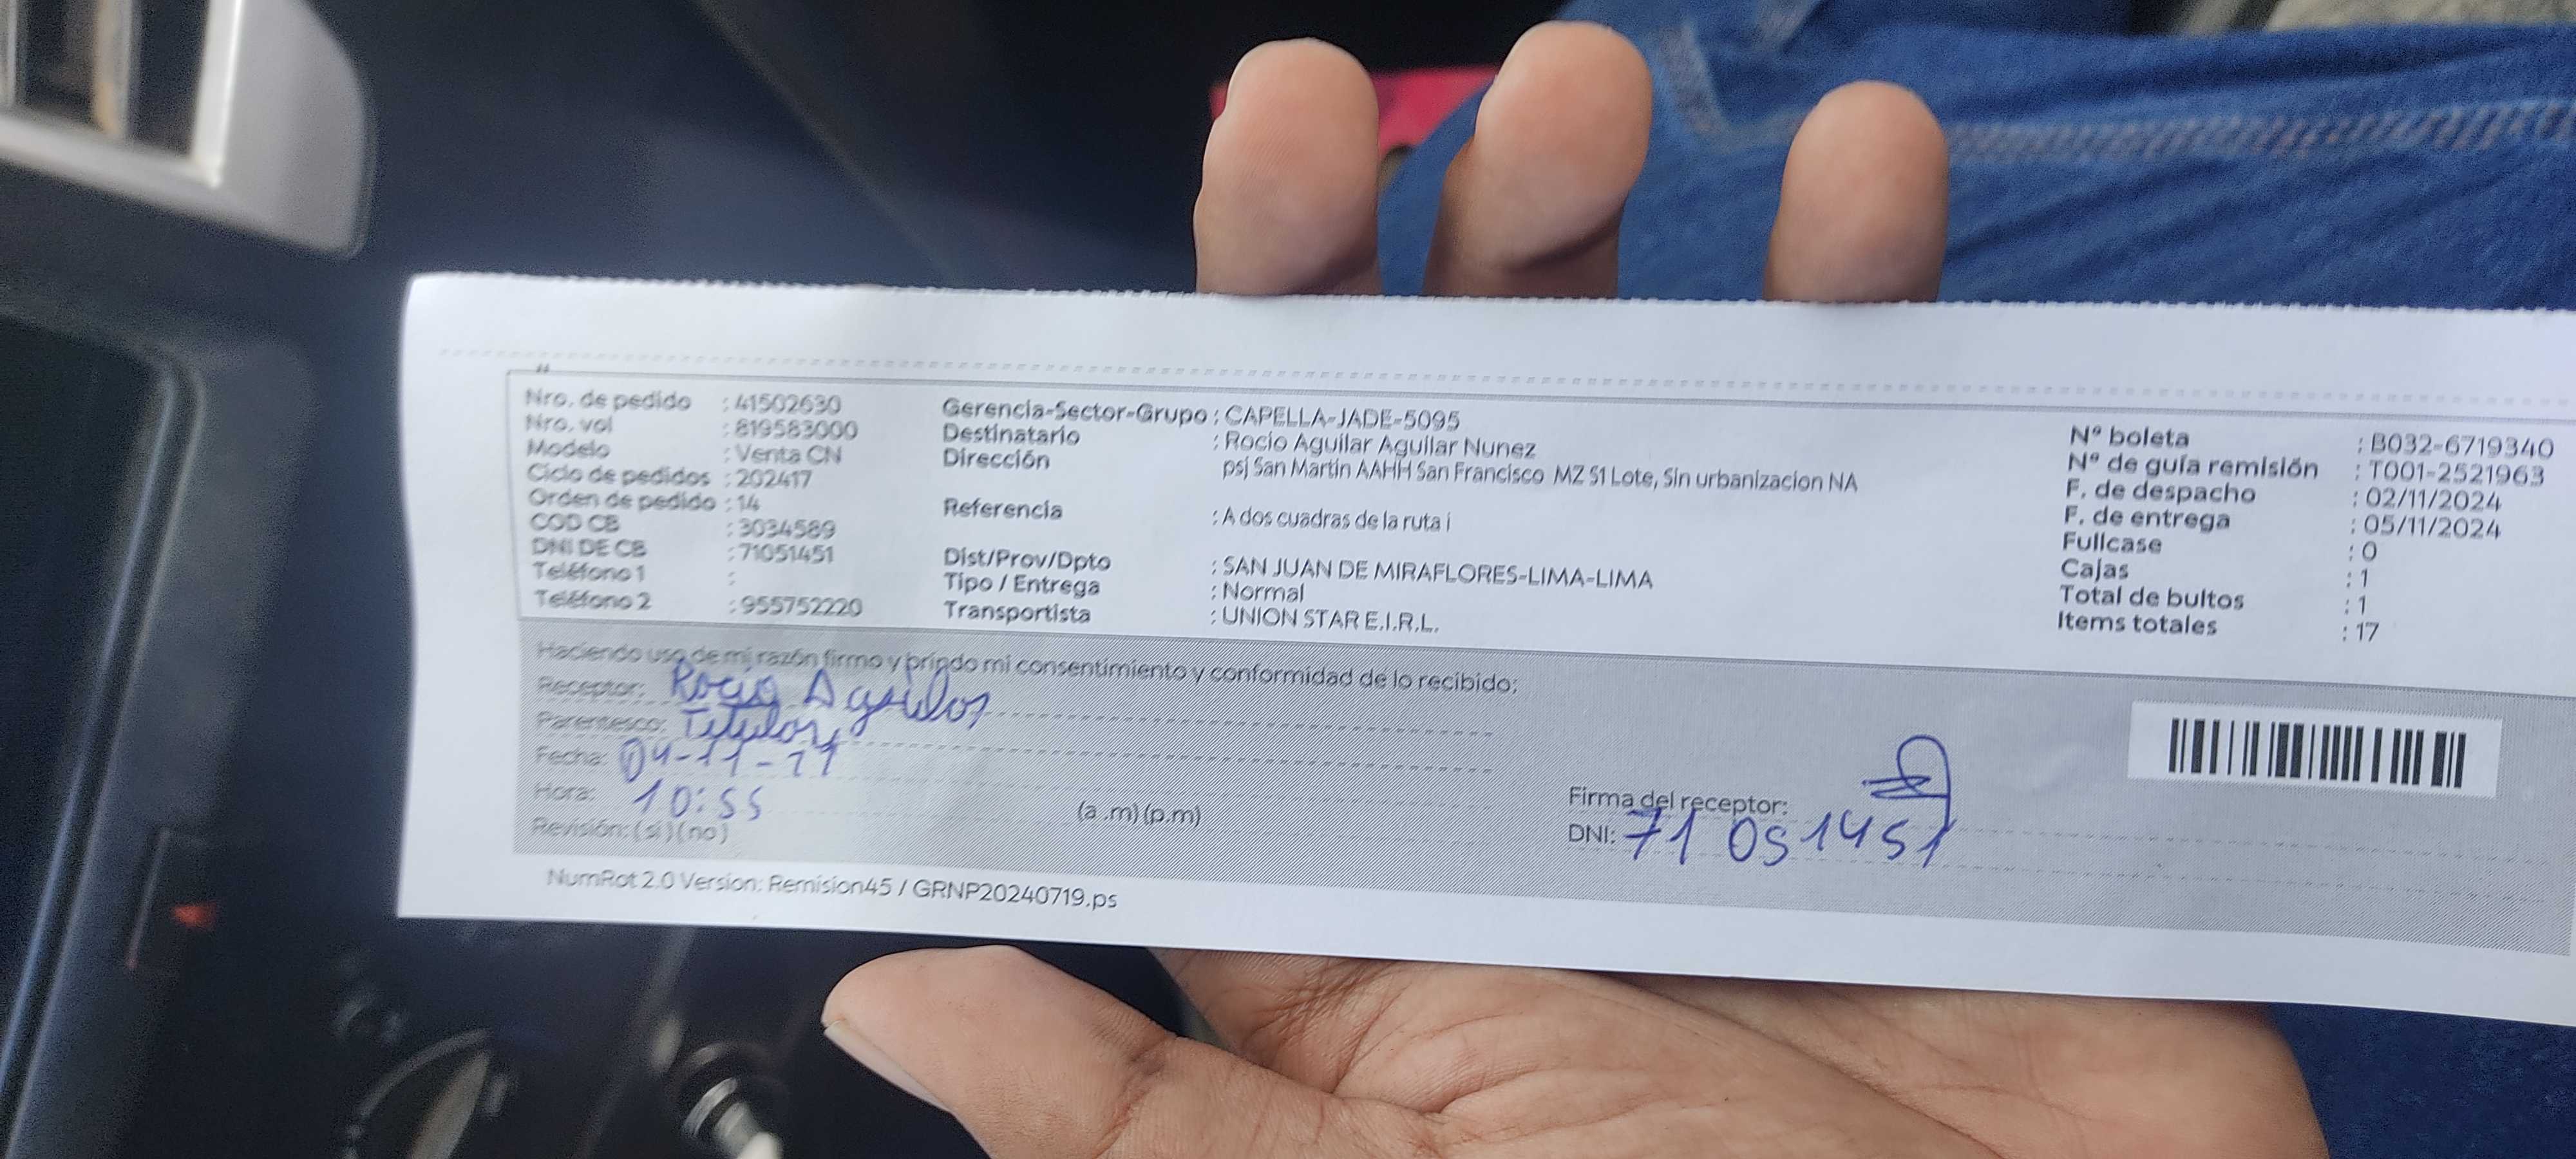 Nro. de pedido : 41502630
Nro. vol : 819583000
Modelo : Venta CN
Ciclo de pedidos : 202417
Orden de pedido : 14
COD CB : 3034589
DNI DE CB : 71051451
Teléfono 1 :
Teléfono 2 : 955752220
Gerencia-Sector-Grupo : CAPELLA-JADE-5095
Destinatario : Rocio Aguilar Aguilar Nunez
Dirección psj San Martin AAHH San Francisco MZ S1 Lote, Sin urbanizacion NA
Referencia : A dos cuadras de la ruta i
Dist/Prov/Dpto : SAN JUAN DE MIRAFLORES-LIMA-LIMA
Tipo / Entrega : Normal
Transportista : UNION STAR E.I.R.L.
N° boleta : B032-6719340
N° de guía remisión : T001-2521963
F. de despacho : 02/11/2024
F. de entrega : 05/11/2024
Fullcase : 0
Cajas : 1
Total de bultos : 1
Items totales : 17
Haciendo uso de mi razón firmo y brindo mi consentimiento y conformidad de lo recibido:
Receptor: Rocio Aguilar
Parentesco: Titular
Fecha: 04-11-
Hora: 10:55 (a .m) (p.m)
Revisión: (si) (no)
Firma del receptor:
DNI: 71051451
NumRot 2.0 Version: Remision45 / GRNP20240719.ps